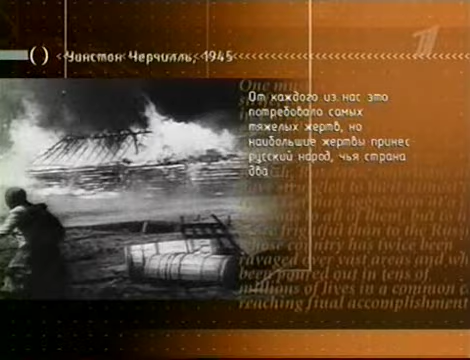 Уинстон Черчилль, 1945
От каждого из нас это
потребовало самых
тяжелых жертв, но
наибольшие жертвы принес
русский народ, чья страна
два
One mu
struggled to
aggression a
to all of them, but to
more frightful than to the Russ
whose country has twice been
ravaged over vast areas and wh
been poured out in tens of
millions of lives in a common c
reaching final accomplishment